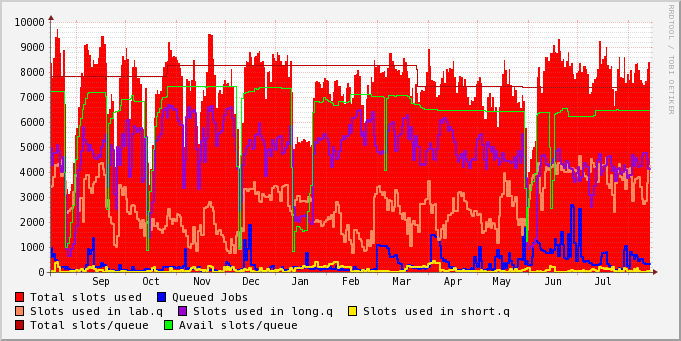 RRDTOOL / TOBI OETIKER
10000
9000
8000
7000
6000
5000
4000
3000
2000
1000
0
Sep Oct Nov Dec Jan Feb Mar Apr May Jun Jul
Total slots used Queued Jobs
Slots used in lab.q Slots used in long.q Slots used in short.q
Total slots/queue Avail slots/queue